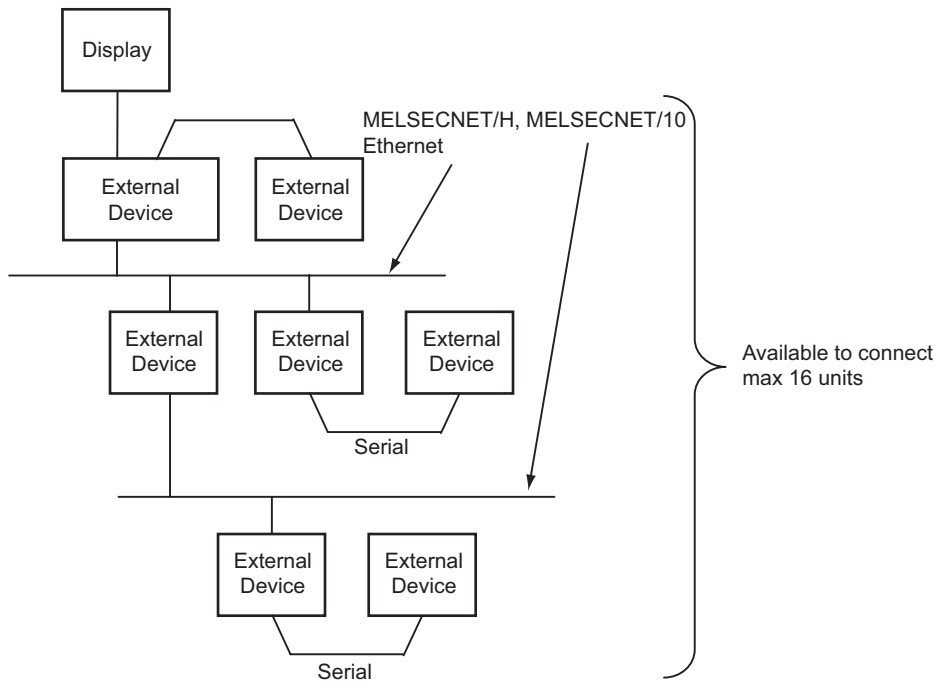 Display
MELSECNET/H, MELSECNET/10
Ethernet
External
Device
External
Device
External
Device
External
Device
External
Device
Available to connect
max 16 units
Serial
External
Device
External
Device
Serial